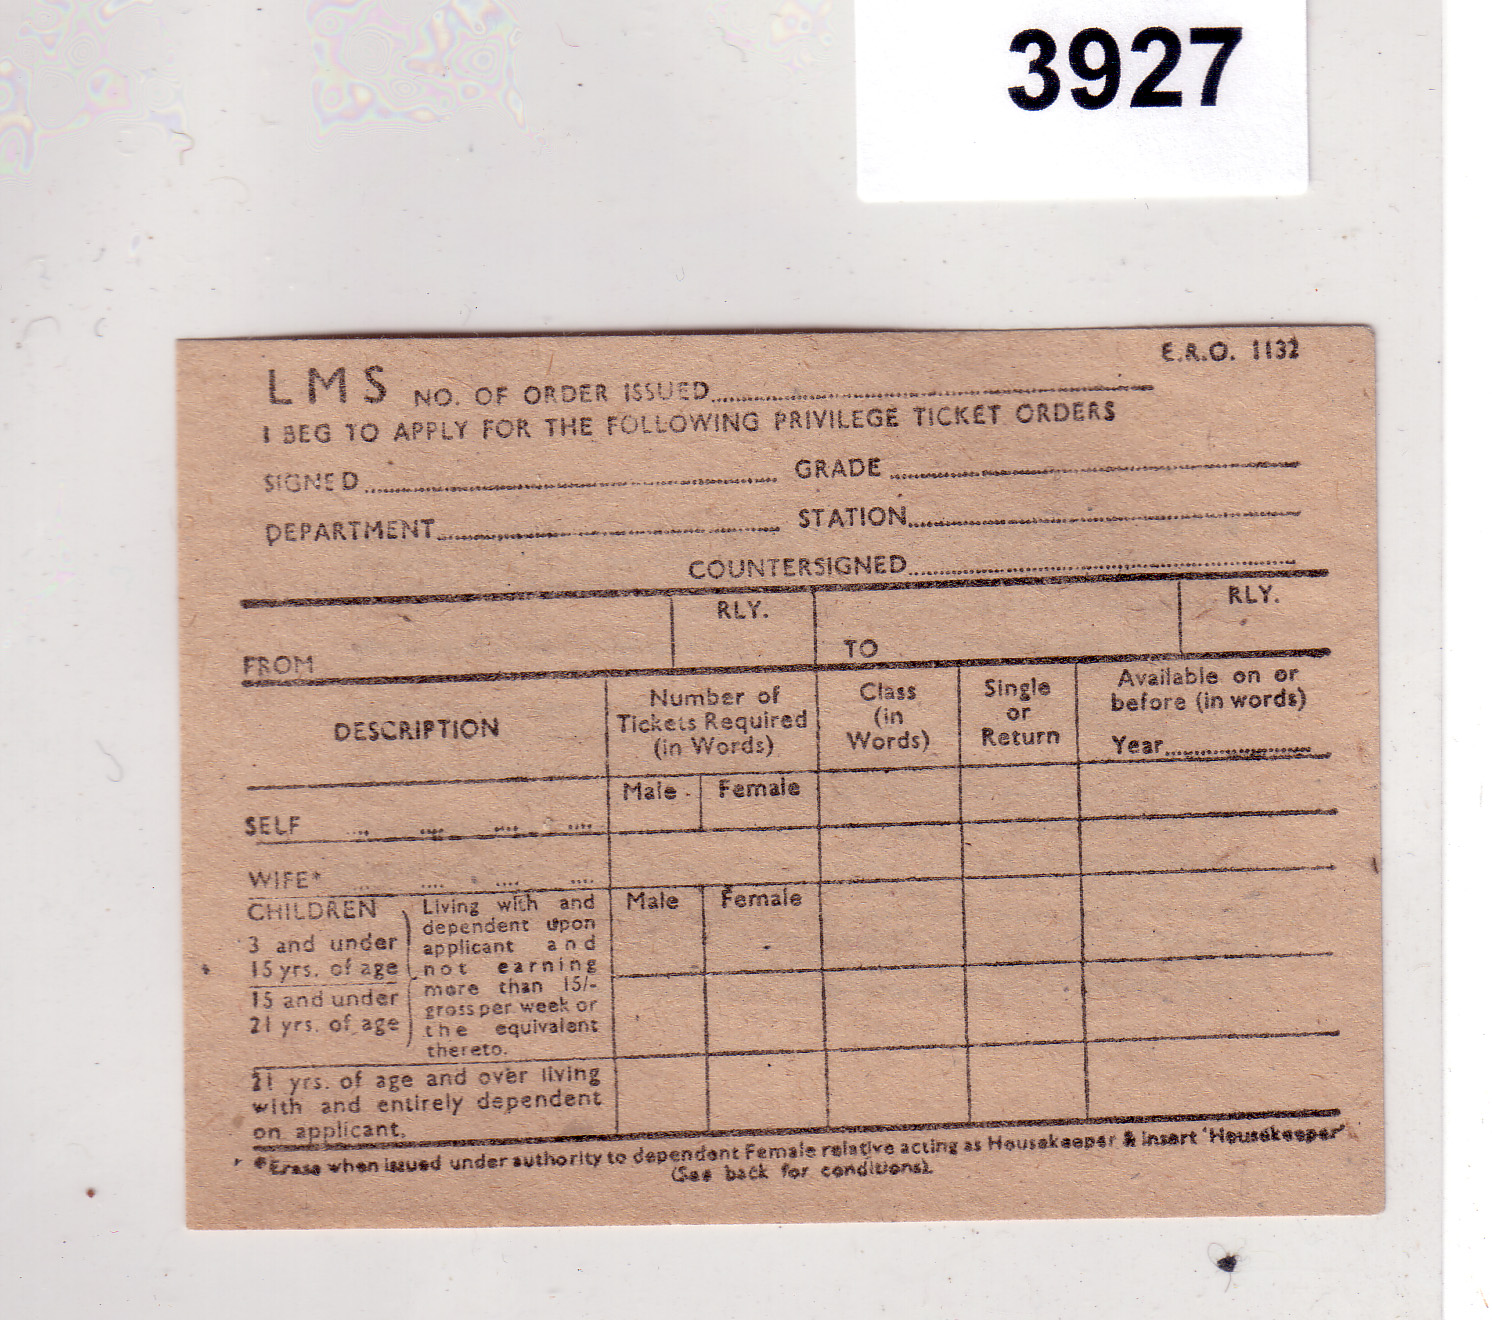 3927
E.R.O. 1132
LMS NO. OF ORDER ISSUED
I BEG TO APPLY FOR THE FOLLOWING PRIVILEGE TICKET ORDERS
SIGNED GRADE
DEPARTMENT STATION
COUNTERSIGNED
FROM RLY. TO RLY.
DESCRIPTION
Number of
Tickets Required
(in Words)
Class
(in
Words)
Single
or
Return
Available on or
before (in words)
Year
SELF Male Female
WIFE*
CHILDREN
3 and under
15 yrs. of age
15 and under
21 yrs. of age
Living with and
dependent upon
applicant and
not earning
more than 15/-
gross per week or
the equivalent
thereto.
Male Female
21 yrs. of age and over living
with and entirely dependent
on applicant.
*Erase when issued under authority to dependent Female relative acting as Housekeeper & insert 'Housekeeper'
(See back for conditions).